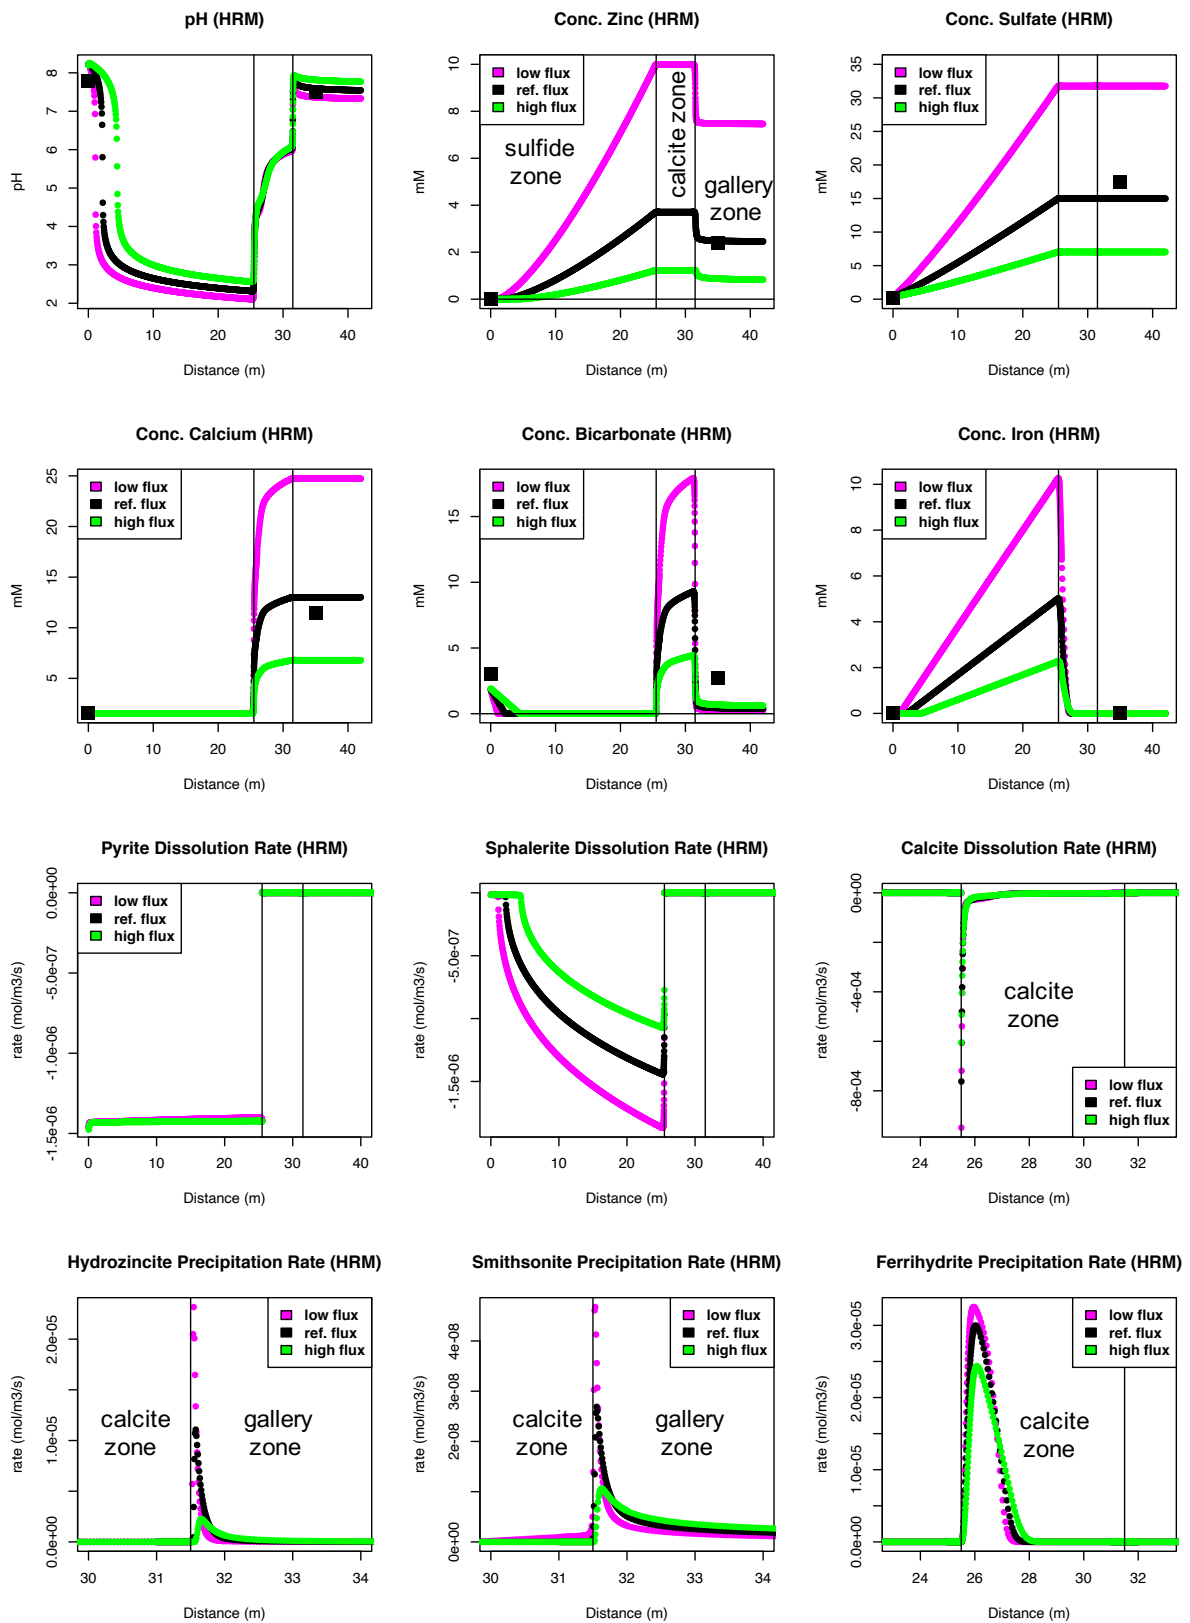 pH (HRM)
8
7
6
5
4
3
2
pH
0 10 20 30 40
Distance (m)
Conc. Zinc (HRM)
low flux
ref. flux
high flux
sulfide
zone
calcite zone
gallery
zone
10
8
6
4
2
0
mM
0 10 20 30 40
Distance (m)
Conc. Sulfate (HRM)
low flux
ref. flux
high flux
35
30
25
20
15
10
5
0
mM
0 10 20 30 40
Distance (m)
Conc. Calcium (HRM)
low flux
ref. flux
high flux
25
20
15
10
5
mM
0 10 20 30 40
Distance (m)
Conc. Bicarbonate (HRM)
low flux
ref. flux
high flux
15
10
5
0
mM
0 10 20 30 40
Distance (m)
Conc. Iron (HRM)
low flux
ref. flux
high flux
10
8
6
4
2
0
mM
0 10 20 30 40
Distance (m)
Pyrite Dissolution Rate (HRM)
low flux
ref. flux
high flux
0.0e+00
-5.0e-07
-1.0e-06
-1.5e-06
rate (mol/m3/s)
0 10 20 30 40
Distance (m)
Sphalerite Dissolution Rate (HRM)
-5.0e-07
-1.5e-06
rate (mol/m3/s)
0 10 20 30 40
Distance (m)
Calcite Dissolution Rate (HRM)
calcite
zone
low flux
ref. flux
high flux
0e+00
-4e-04
-8e-04
rate (mol/m3/s)
24 26 28 30 32
Distance (m)
Hydrozincite Precipitation Rate (HRM)
low flux
ref. flux
high flux
calcite
zone
gallery
zone
2.0e-05
1.0e-05
0.0e+00
rate (mol/m3/s)
30 31 32 33 34
Distance (m)
Smithsonite Precipitation Rate (HRM)
low flux
ref. flux
high flux
calcite
zone
gallery
zone
4e-08
3e-08
2e-08
0e+00
rate (mol/m3/s)
30 31 32 33 34
Distance (m)
Ferrihydrite Precipitation Rate (HRM)
low flux
ref. flux
high flux
calcite
zone
3.0e-05
2.0e-05
1.0e-05
0.0e+00
rate (mol/m3/s)
24 26 28 30 32
Distance (m)